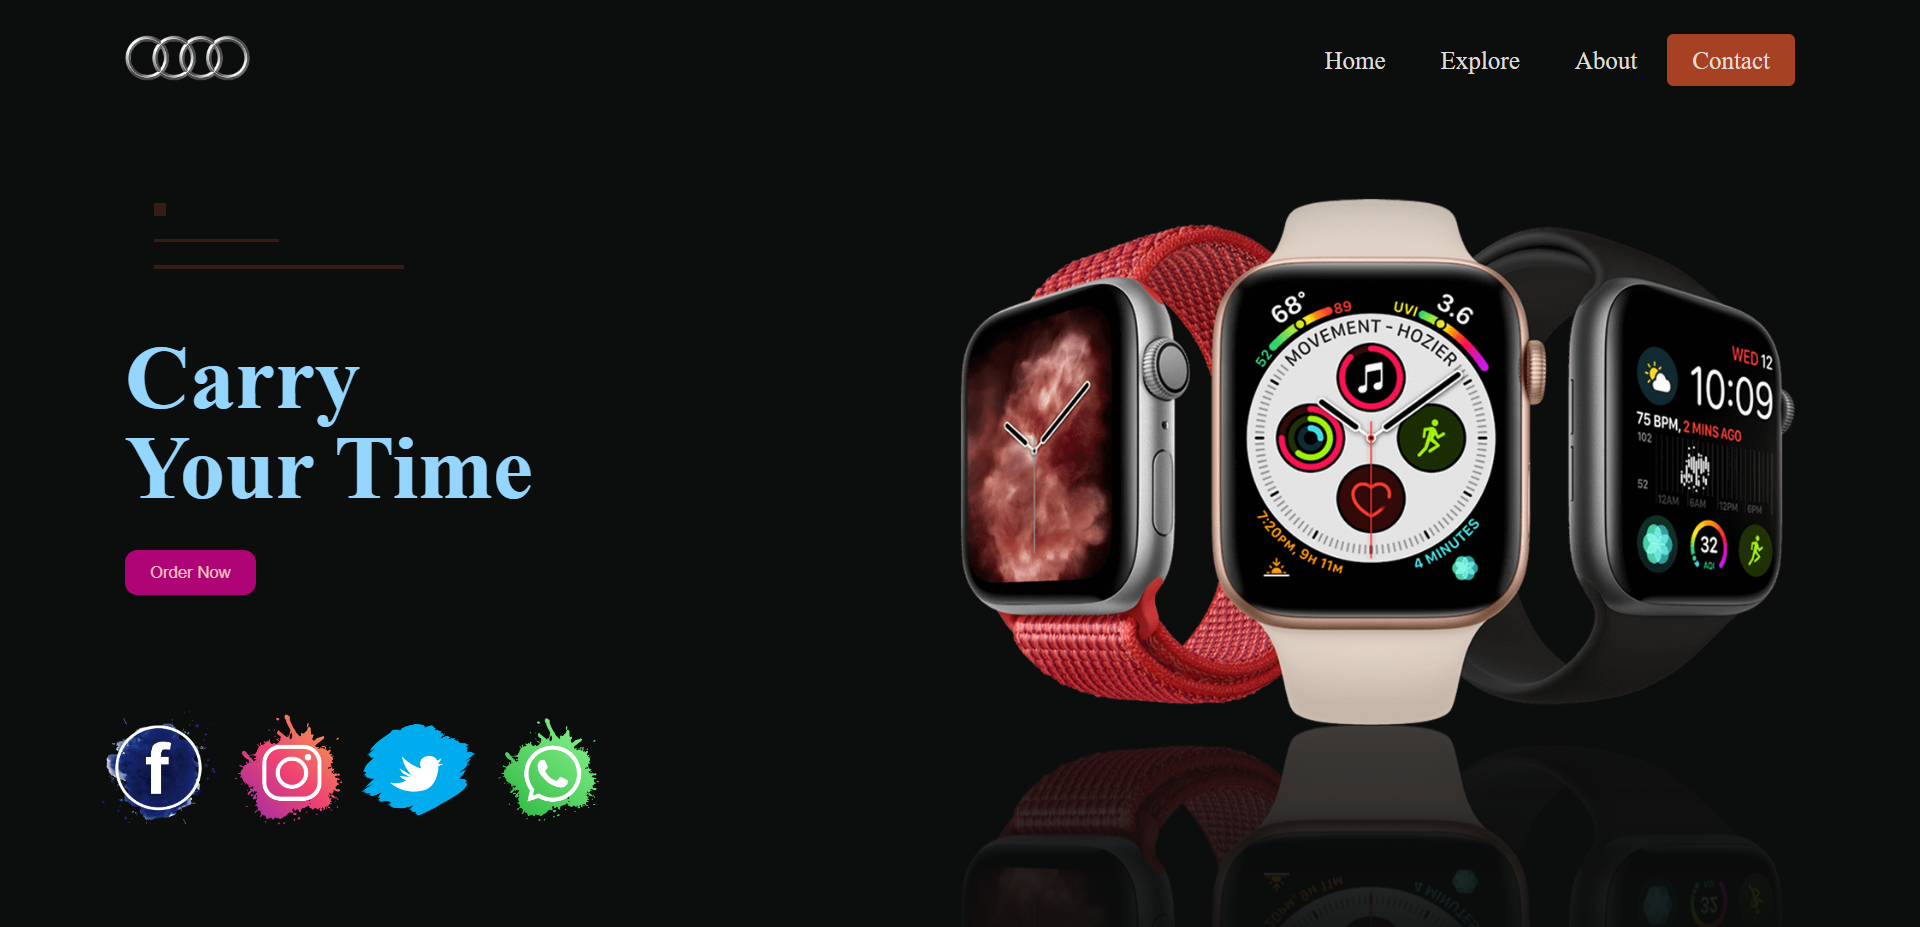 Home Explore About Contact
Carry
Your Time
Order Now
68° 89 UVI 3.6
52
MOVEMENT - HOZIER
7:20PM, 9H 11M
4 MINUTES
WED 12
10:09
75 BPM, 2 MINS AGO
102
52
12AM 6AM 12PM 6PM
32
AQI
f